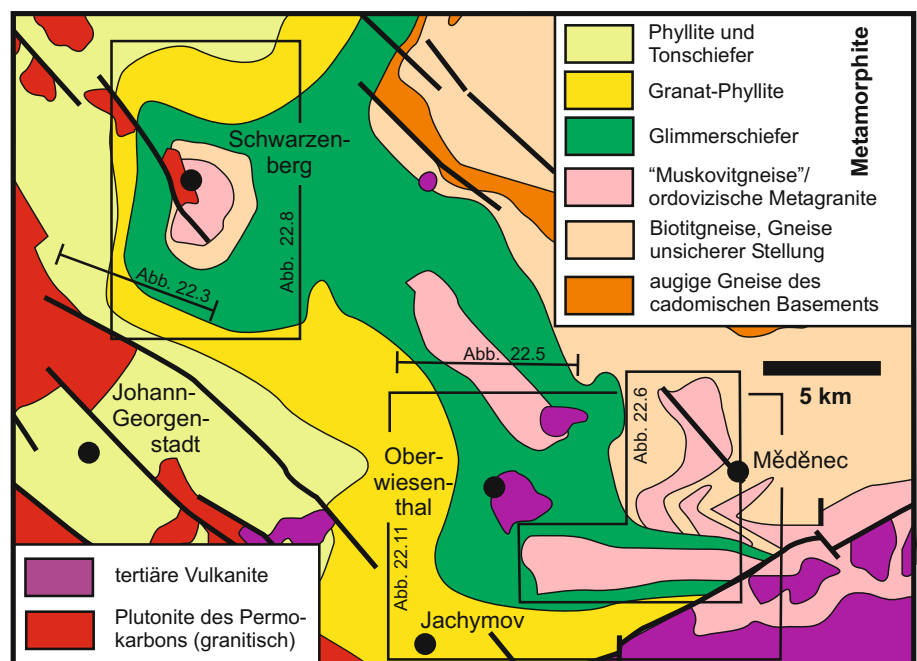 Phyllite und
Tonschiefer
Granat-Phyllite
Glimmerschiefer
“Muskovitgneise”/
ordovizische Metagranite
Biotitgneise, Gneise
unsicherer Stellung
augige Gneise des
cadomischen Basements
Metamorphite
Schwarzen-
berg
Abb. 22.8
Abb. 22.3
Abb. 22.5
5 km
Johann-
Georgen-
stadt
Abb. 22.6
Ober-
wiesen-
thal
Měděnec
Abb. 22.11
Jachymov
tertiäre Vulkanite
Plutonite des Permo-
karbons (granitisch)